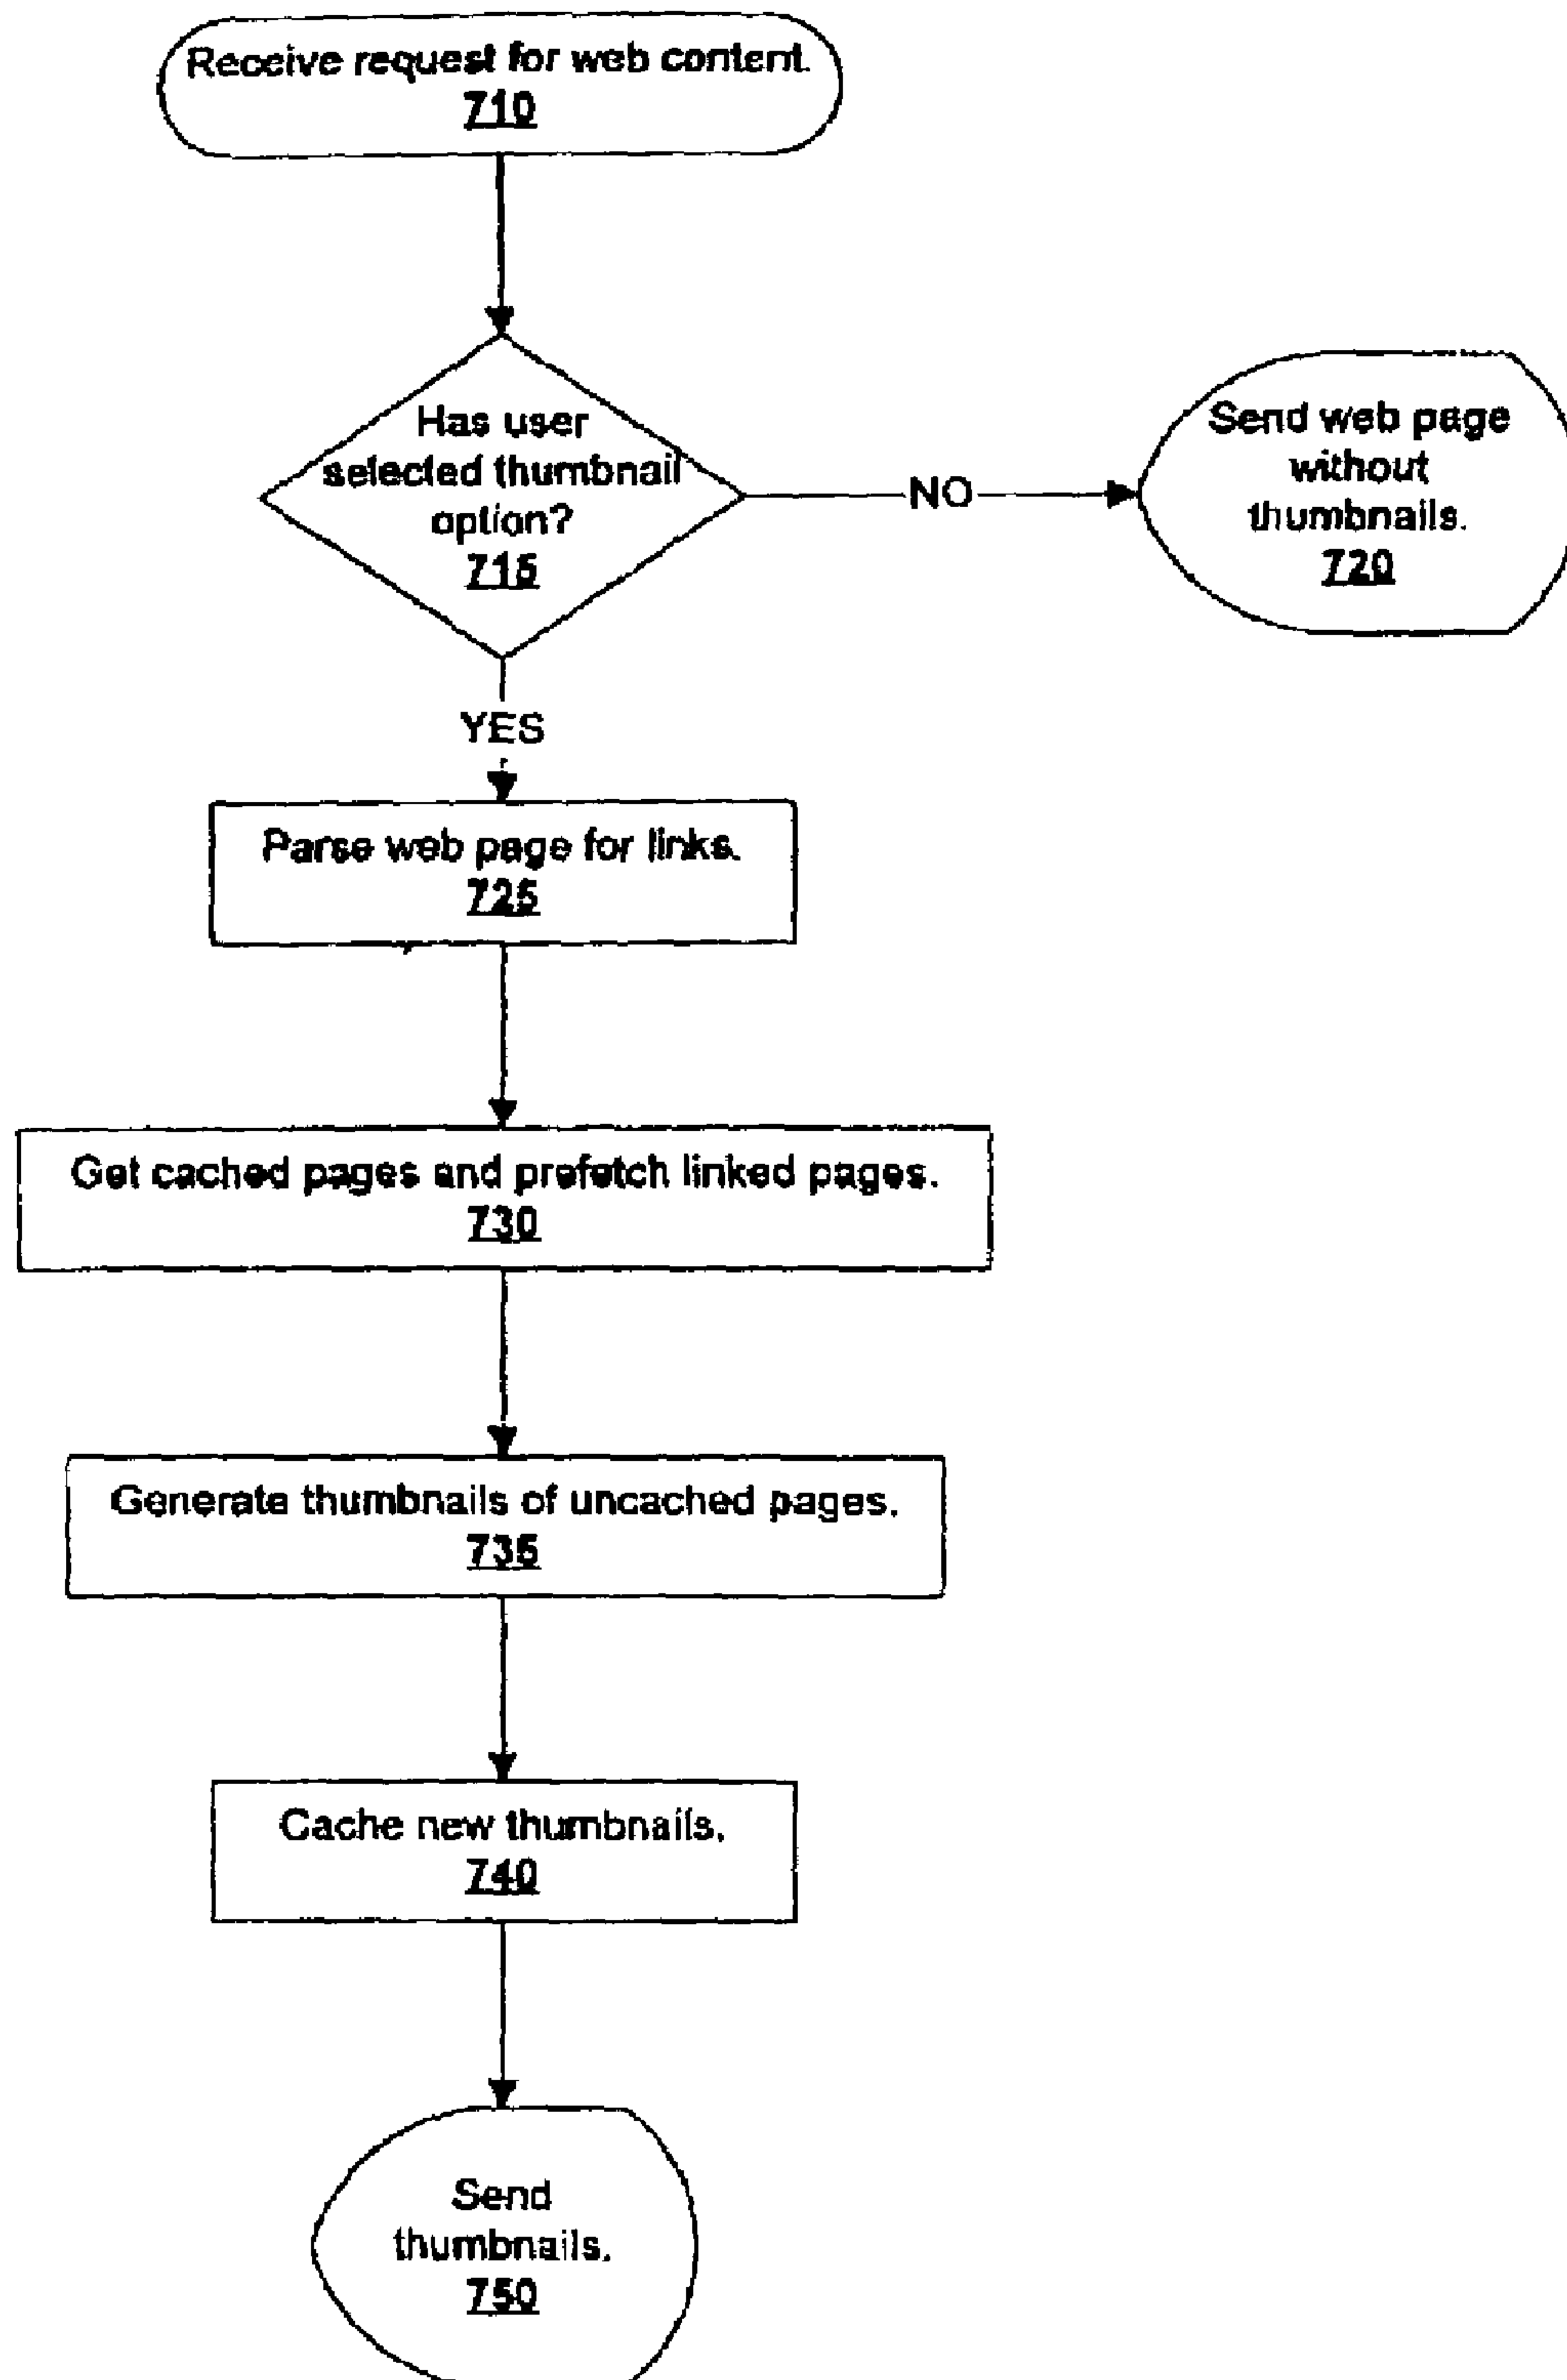 Receive request for web content.
710
Has user
selected thumbnail
option?
715
NO
Send web page
without
thumbnails.
720
YES
Parse web page for links.
725
Get cached pages and prefetch linked pages.
730
Generate thumbnails of uncached pages.
735
Cache new thumbnails.
740
Send
thumbnails.
750